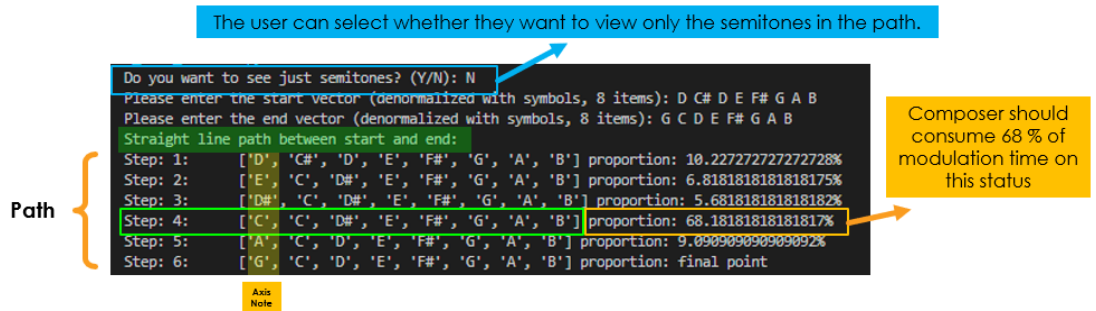 The user can select whether they want to view only the semitones in the path.
Do you want to see just semitones? (Y/N): N
Please enter the start vector (denormalized with symbols, 8 items): D C# D E F# G A B
Please enter the end vector (denormalized with symbols, 8 items): G C D E F# G A B
Straight line path between start and end:
Step: 1: ['D', 'C#', 'D', 'E', 'F#', 'G', 'A', 'B'] proportion: 10.227272727272728%
Step: 2: ['E', 'C', 'D#', 'E', 'F#', 'G', 'A', 'B'] proportion: 6.8181818181818175%
Step: 3: ['D#', 'C', 'D#', 'E', 'F#', 'G', 'A', 'B'] proportion: 5.681818181818182%
Step: 4: ['C', 'C', 'D#', 'E', 'F#', 'G', 'A', 'B'] proportion: 68.18181818181817%
Step: 5: ['A', 'C', 'D', 'E', 'F#', 'G', 'A', 'B'] proportion: 9.090909090909092%
Step: 6: ['G', 'C', 'D', 'E', 'F#', 'G', 'A', 'B'] proportion: final point
Composer should
consume 68 % of
modulation time on
this status
Path
Axis
Note